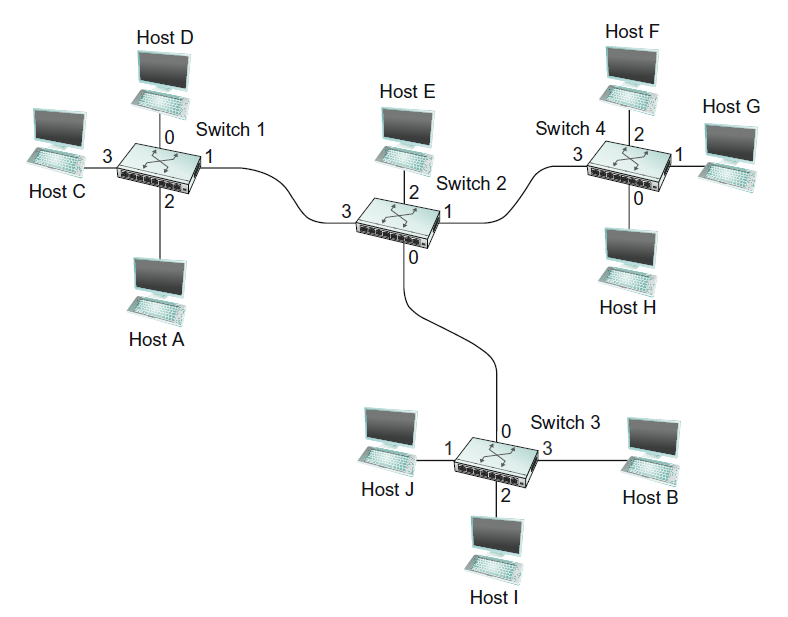 Host D
Host F
Host E
Host G
0
Switch 1
Switch 4
2
3
1
3
1
Host C
2
2
Switch 2
0
3
1
0
Host H
Host A
0
Switch 3
1
3
Host J
2
Host B
Host I